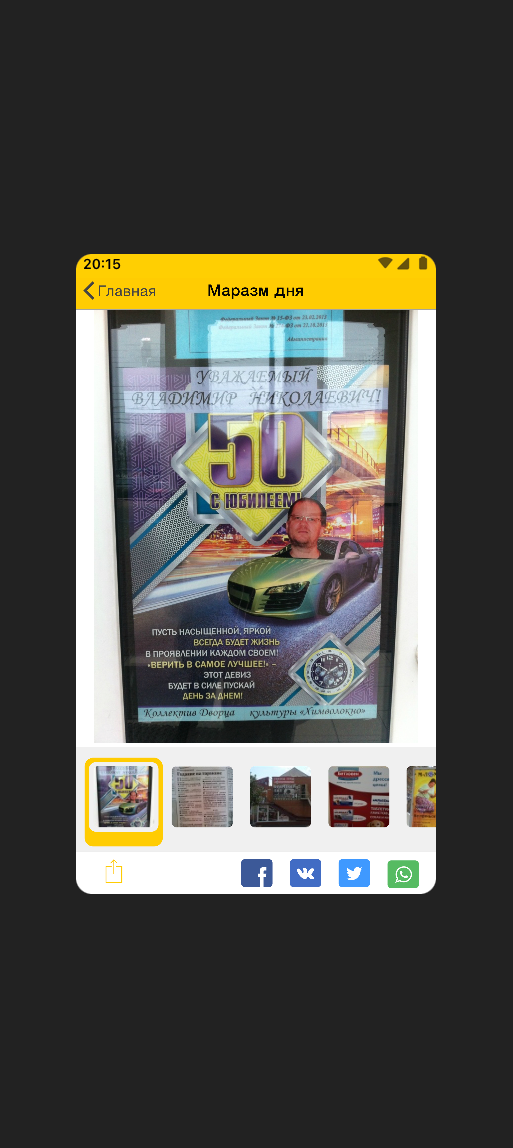 20:15
Главная
Маразм дня
Администрация
УВАЖАЕМЫЙ
ВЛАДИМИР НИКОЛАЕВИЧ!
50
С ЮБИЛЕЕМ!
ПУСТЬ НАСЫЩЕННОЙ, ЯРКОЙ
ВСЕГДА БУДЕТ ЖИЗНЬ
В ПРОЯВЛЕНИИ КАЖДОМ СВОЕМ!
«ВЕРИТЬ В САМОЕ ЛУЧШЕЕ!» –
ЭТОТ ДЕВИЗ
БУДЕТ В СИЛЕ ПУСКАЙ
ДЕНЬ ЗА ДНЕМ!
Коллектив Дворца культуры «Химволокно»